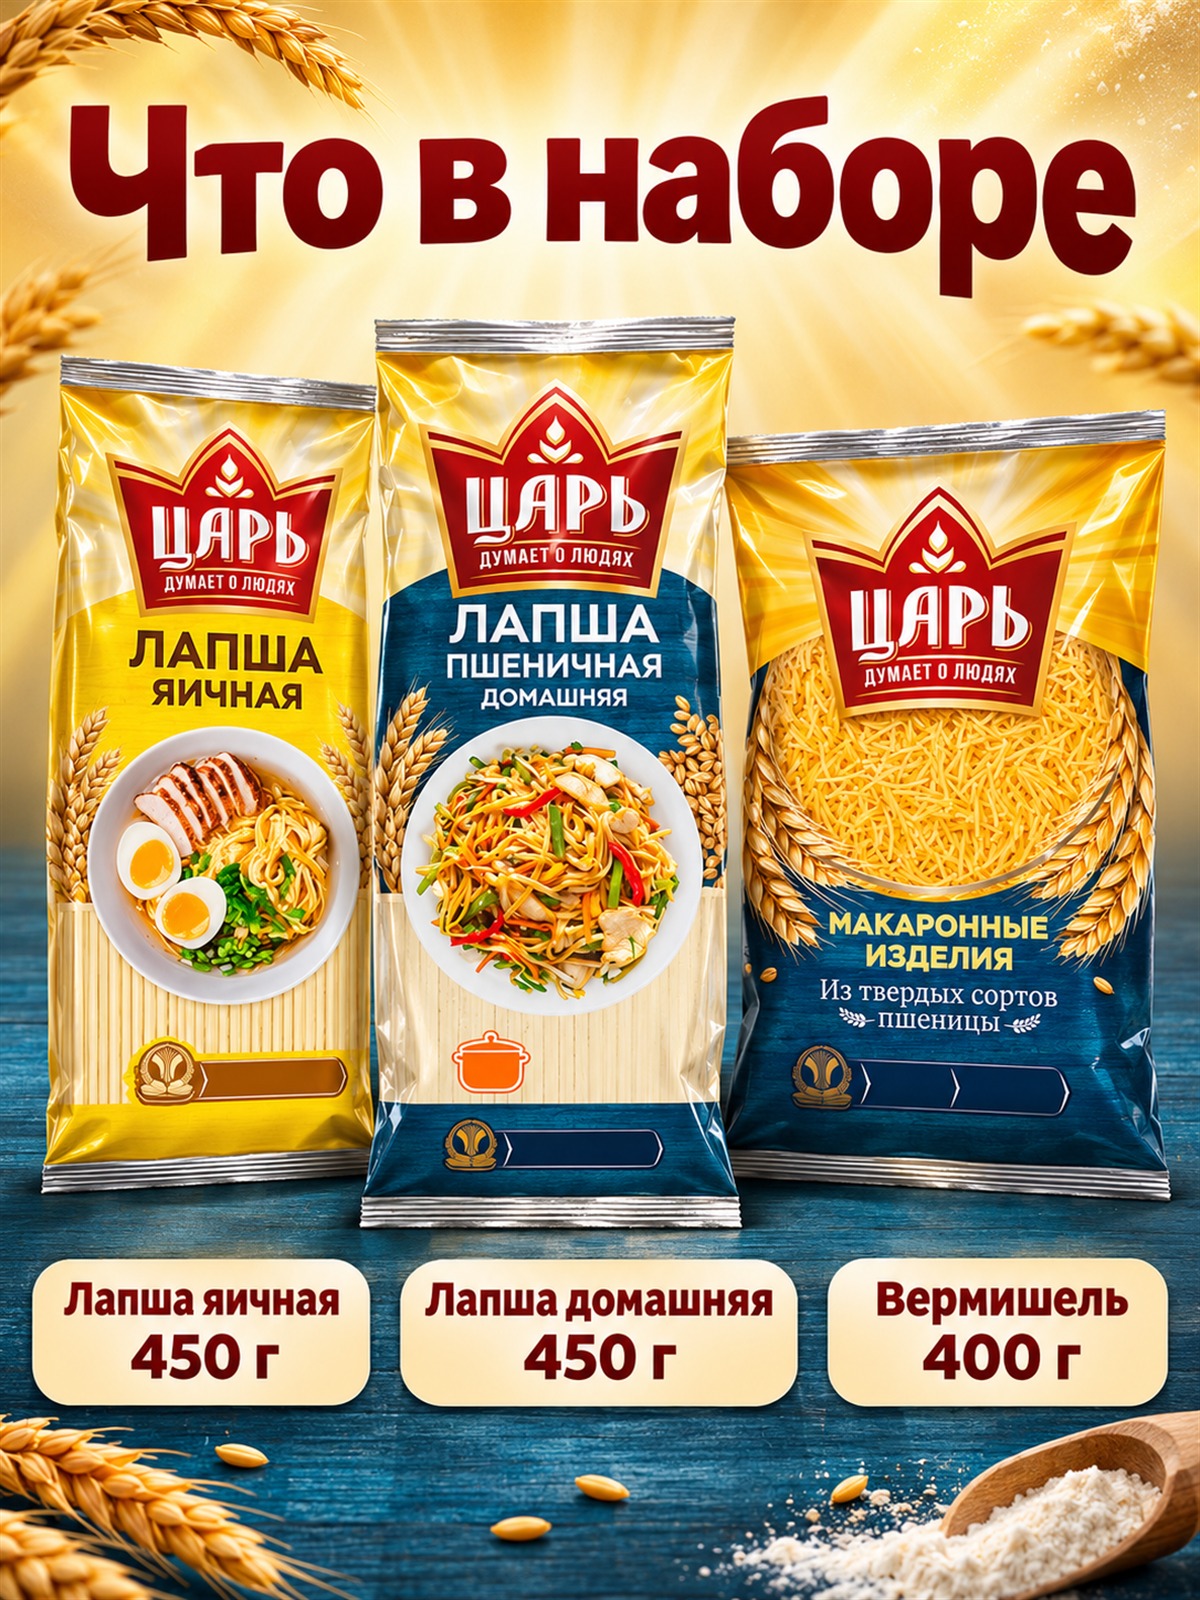 Что в наборе
ЦАРЬ
ДУМАЕТ О ЛЮДЯХ
ЛАПША
ЯИЧНАЯ
ЦАРЬ
ДУМАЕТ О ЛЮДЯХ
ЛАПША
ПШЕНИЧНАЯ
ДОМАШНЯЯ
ЦАРЬ
ДУМАЕТ О ЛЮДЯХ
МАКАРОННЫЕ
ИЗДЕЛИЯ
Из твердых сортов
пшеницы
Лапша яичная
450 г
Лапша домашняя
450 г
Вермишель
400 г